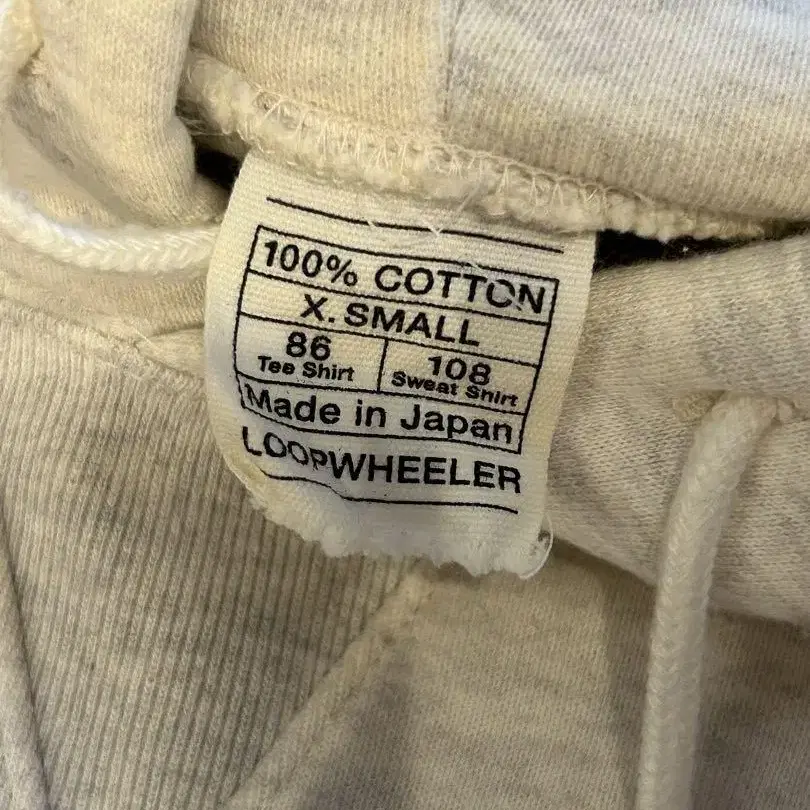 100% COTTON
X. SMALL
86 108
Tee Shirt Sweat Shirt
Made in Japan
LOOPWHEELER